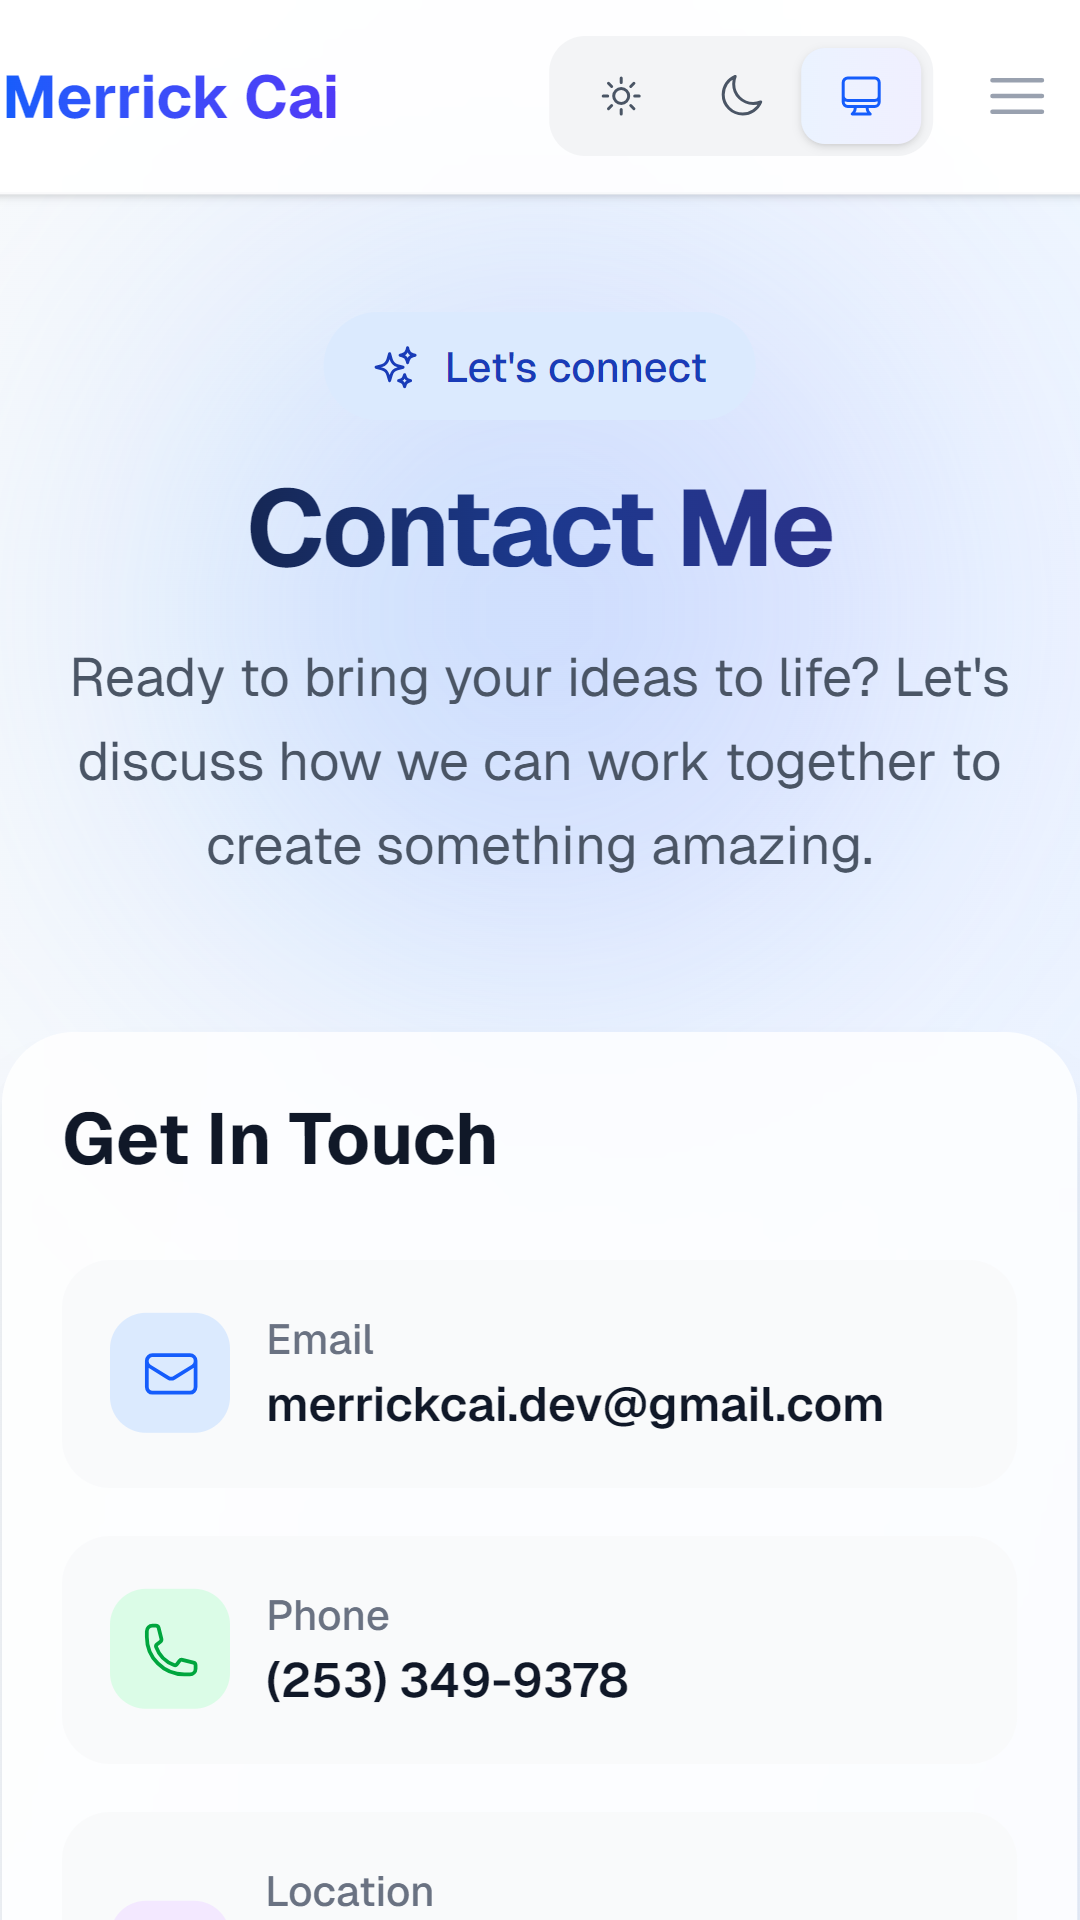 Merrick Cai
Let's connect
Contact Me
Ready to bring your ideas to life? Let's
discuss how we can work together to
create something amazing.
Get In Touch
Email
merrickcai.dev@gmail.com
Phone
(253) 349-9378
Location